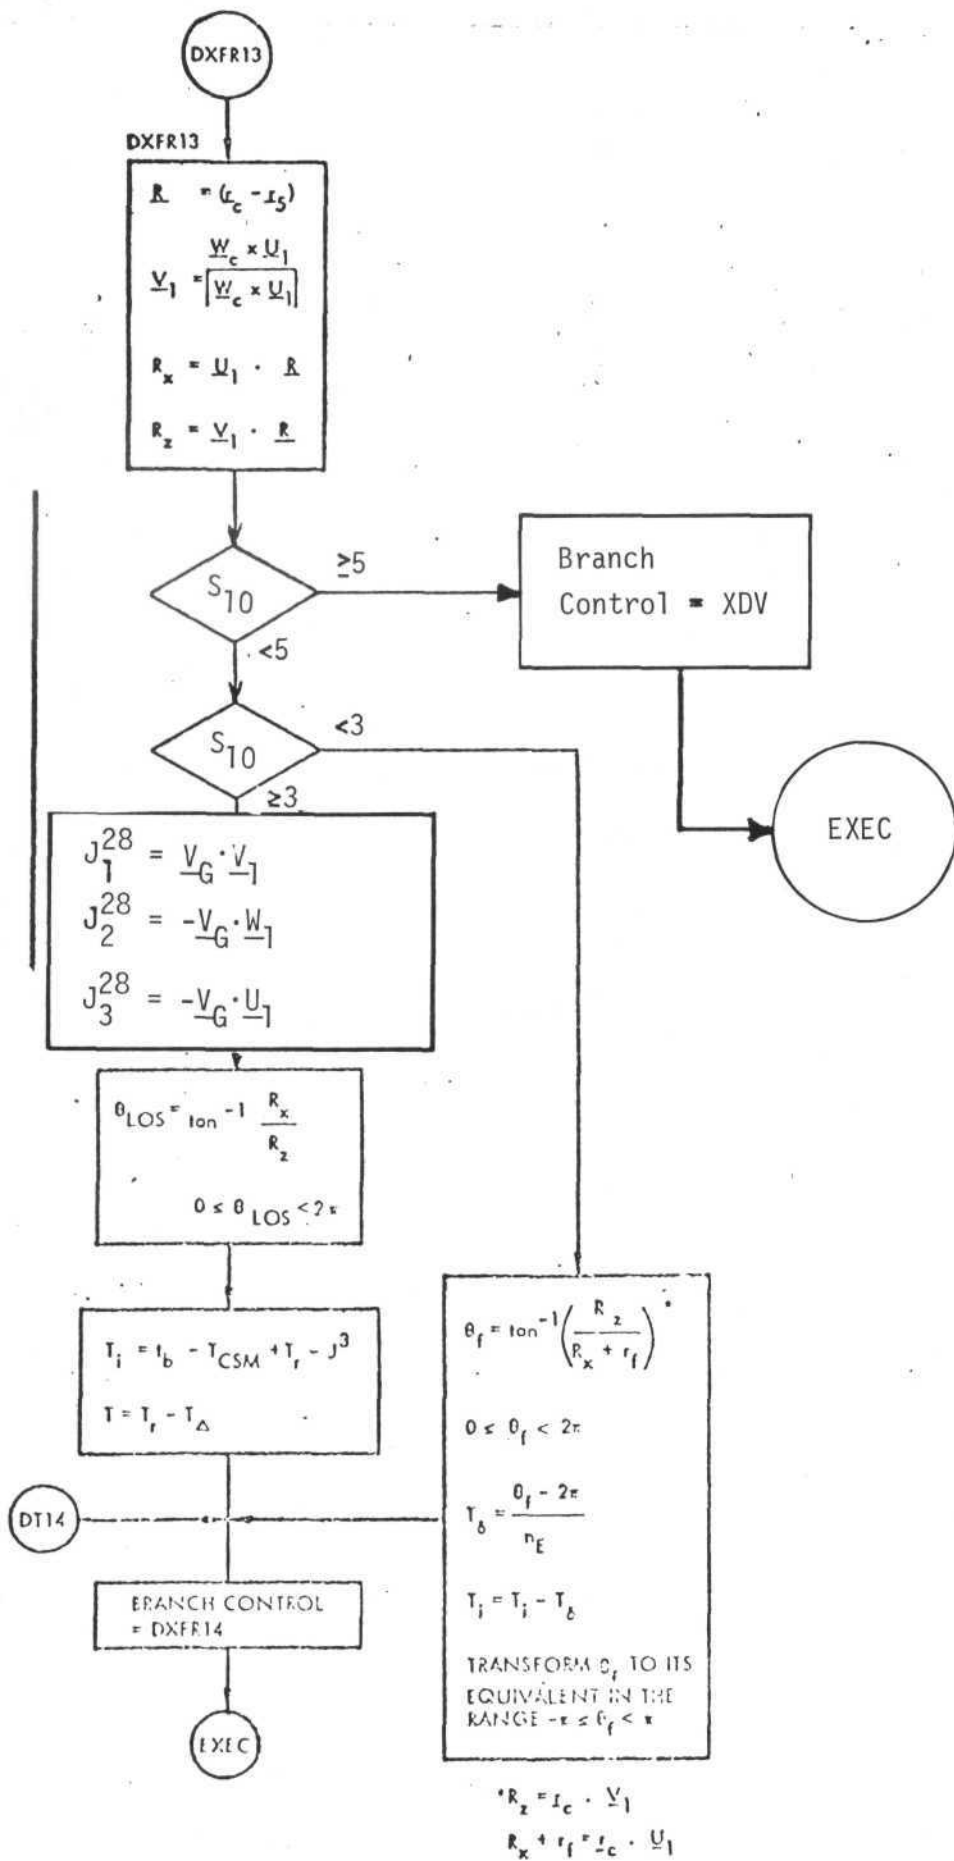 DXFR13
DXFR13
R = (r_c - r_5)
V_1 = W_c x U_1 / |W_c x U_1|
R_x = U_1 · R
R_z = V_1 · R
S_10
≥5
Branch
Control = XDV
<5
S_10
<3
≥3
EXEC
J_1^28 = V_G · V_1
J_2^28 = -V_G · W_1
J_3^28 = -V_G · U_1
θ_LOS = tan^-1 R_x / R_z
0 ≤ θ_LOS < 2π
T_i = t_b - T_CSM + T_r - J^3
T = T_r - T_Δ
θ_f = tan^-1 (R_z / (R_x + r_f)) *
0 ≤ θ_f < 2π
T_δ = (θ_f - 2π) / n_E
T_i = T_i - T_δ
TRANSFORM θ_f TO ITS
EQUIVALENT IN THE
RANGE -π ≤ θ_f < π
DT14
BRANCH CONTROL
= DXFR14
EXEC
*R_z = r_c · V_1
R_x + r_f = r_c · U_1